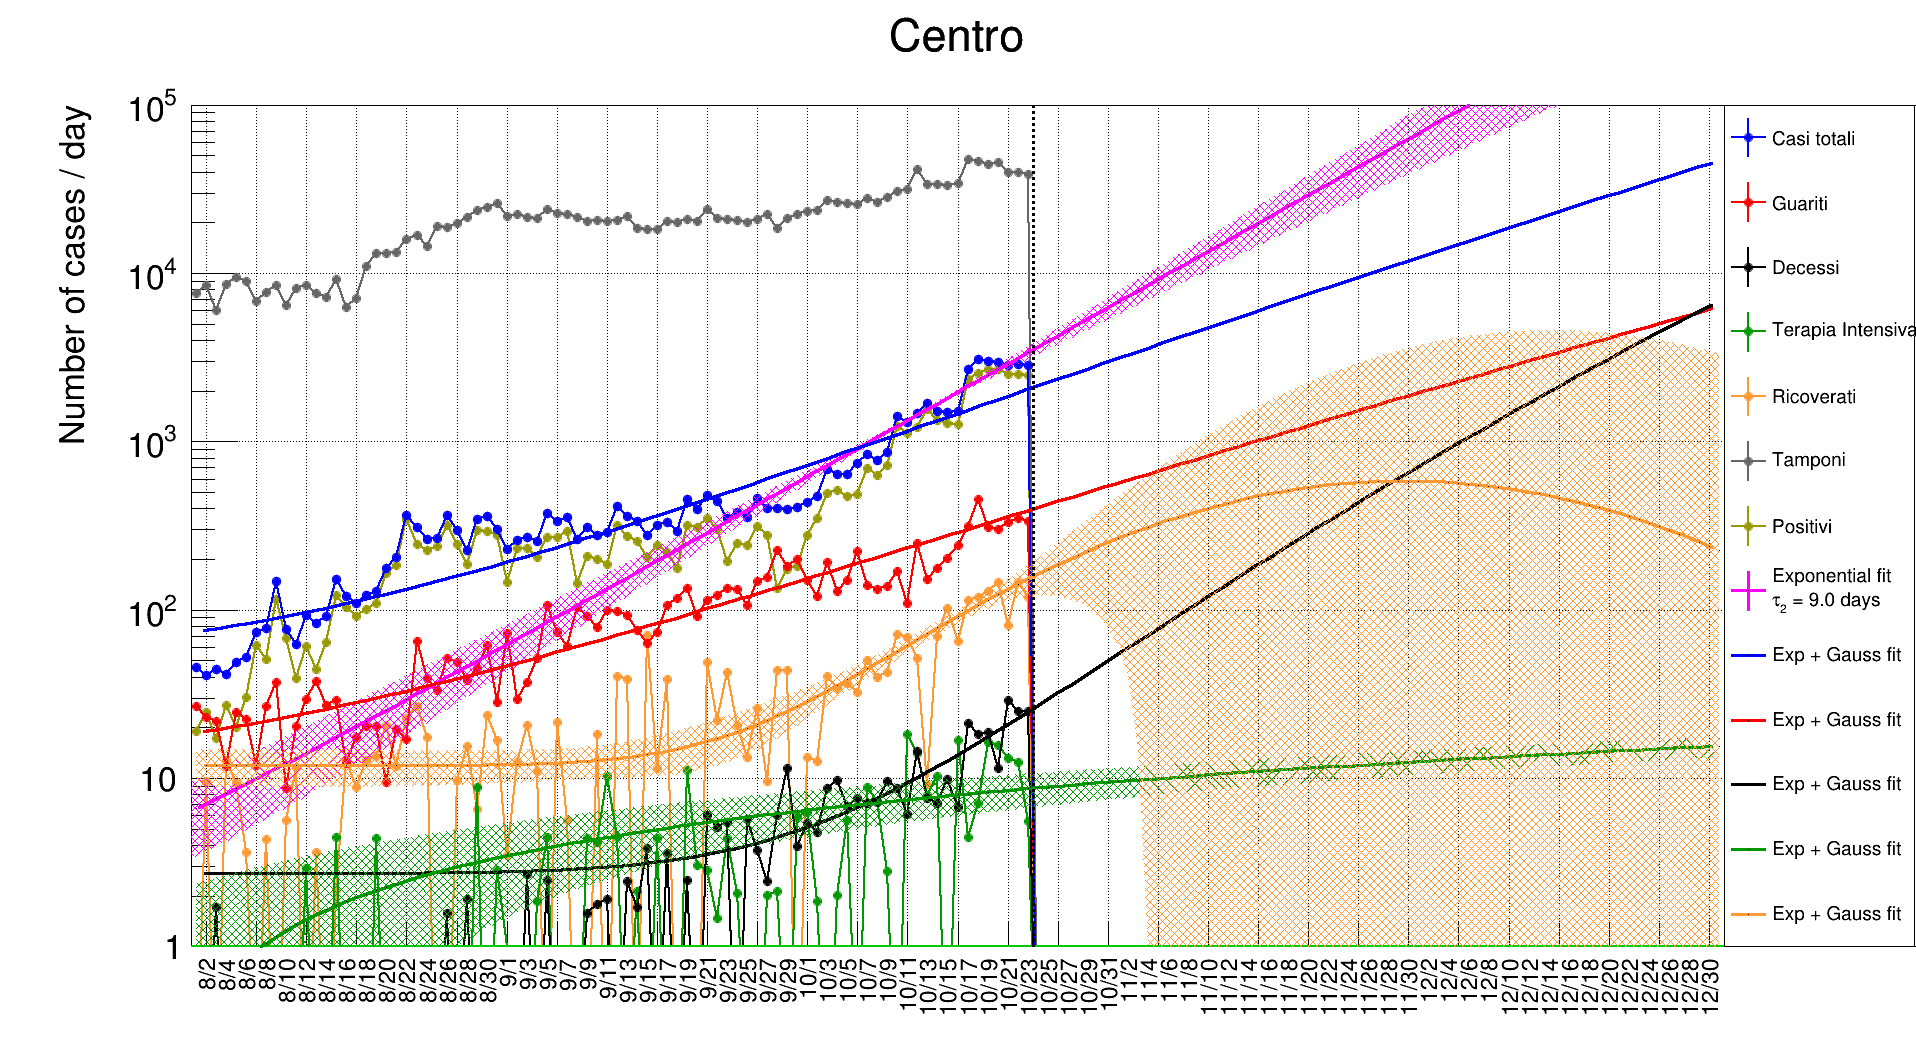 Centro
Number of cases / day
10^5
10^4
10^3
10^2
10
1
8/2 8/4 8/6 8/8 8/10 8/12 8/14 8/16 8/18 8/20 8/22 8/24 8/26 8/28 8/30 9/1 9/3 9/5 9/7 9/9 9/11 9/13 9/15 9/17 9/19 9/21 9/23 9/25 9/27 9/29 10/1 10/3 10/5 10/7 10/9 10/11 10/13 10/15 10/17 10/19 10/21 10/23 10/25 10/27 10/29 10/31 11/2 11/4 11/6 11/8 11/10 11/12 11/14 11/16 11/18 11/20 11/22 11/24 11/26 11/28 11/30 12/2 12/4 12/6 12/8 12/10 12/12 12/14 12/16 12/18 12/20 12/22 12/24 12/26 12/28 12/30
Casi totali
Guariti
Decessi
Terapia Intensiva
Ricoverati
Tamponi
Positivi
Exponential fit
τ₂ = 9.0 days
Exp + Gauss fit
Exp + Gauss fit
Exp + Gauss fit
Exp + Gauss fit
Exp + Gauss fit